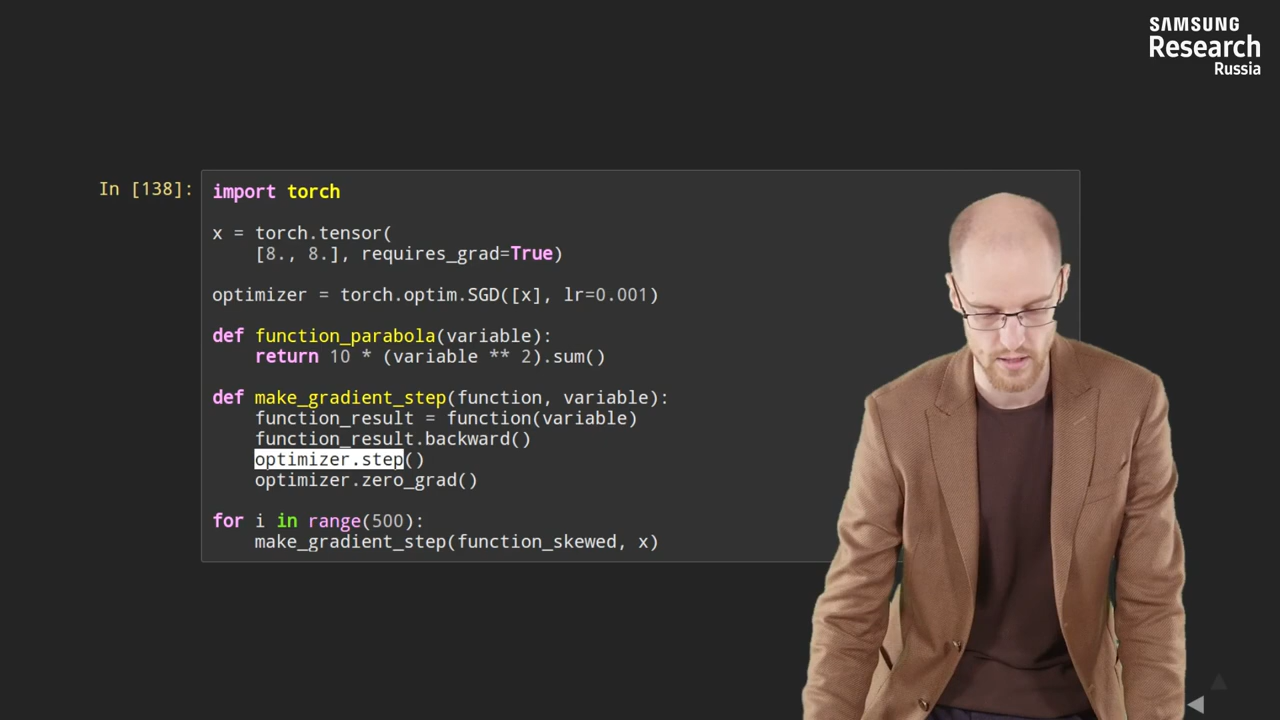 SAMSUNG
Research
Russia
In [138]:
import torch
x = torch.tensor(
[8., 8.], requires_grad=True)
optimizer = torch.optim.SGD([x], lr=0.001)
def function_parabola(variable):
return 10 * (variable ** 2).sum()
def make_gradient_step(function, variable):
function_result = function(variable)
function_result.backward()
optimizer.step()
optimizer.zero_grad()
for i in range(500):
make_gradient_step(function_skewed, x)